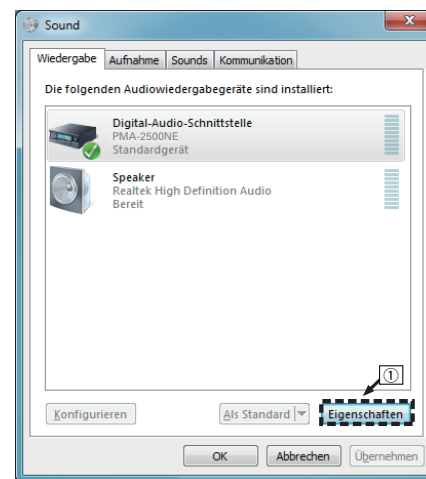 Sound
Wiedergabe Aufnahme Sounds Kommunikation
Die folgenden Audiowiedergabegeräte sind installiert:
Digital-Audio-Schnittstelle
PMA-2500NE
Standardgerät
Speaker
Realtek High Definition Audio
Bereit
①
Konfigurieren Als Standard Eigenschaften
OK Abbrechen Übernehmen